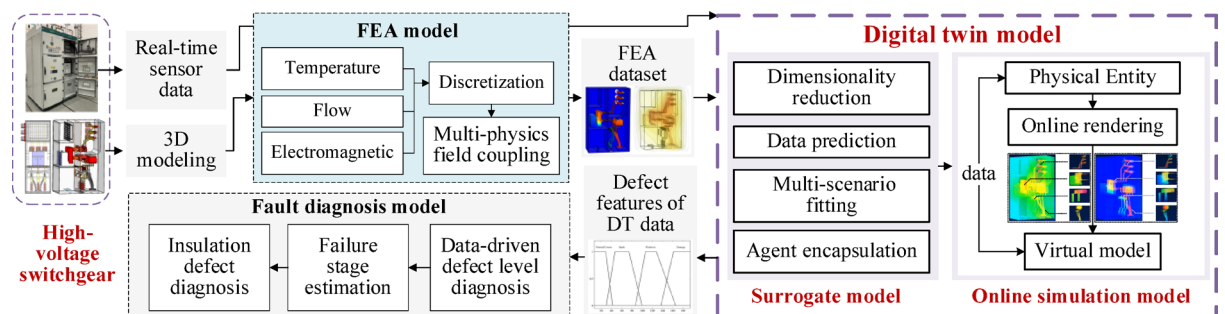 High-
voltage
switchgear
Real-time
sensor
data
3D
modeling
FEA model
Temperature
Flow
Electromagnetic
Discretization
Multi-physics
field coupling
FEA
dataset
Digital twin model
Dimensionality
reduction
Data prediction
Multi-scenario
fitting
Agent encapsulation
Surrogate model
Physical Entity
Online rendering
data
Virtual model
Online simulation model
Defect
features of
DT data
Fault diagnosis model
Insulation
defect
diagnosis
Failure
stage
estimation
Data-driven
defect level
diagnosis